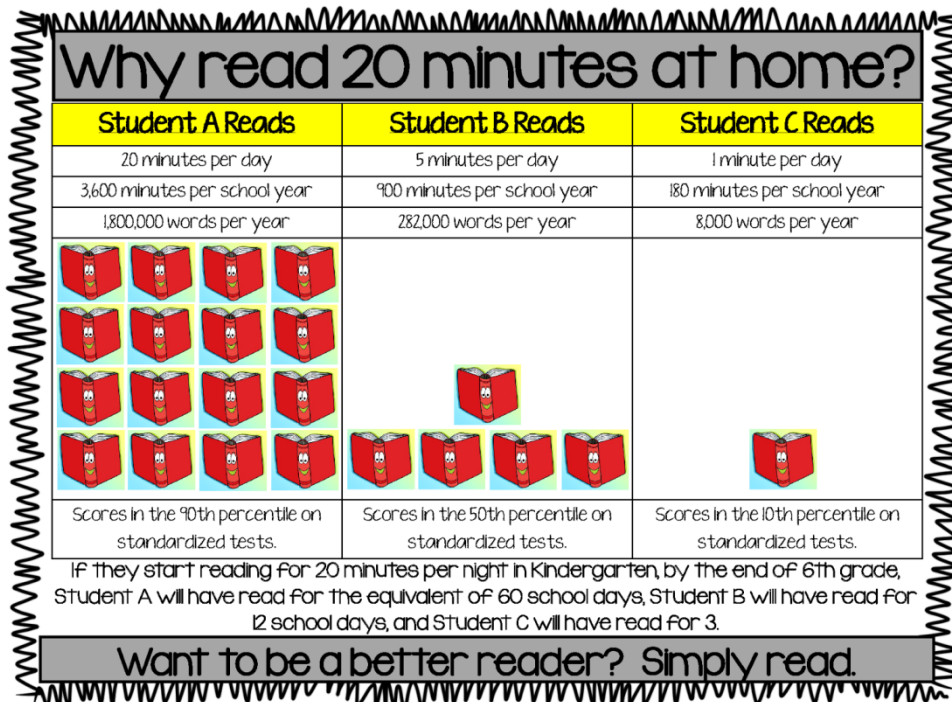 Why read 20 minutes at home?
Student A Reads
Student B Reads
Student C Reads
20 minutes per day
5 minutes per day
1 minute per day
3,600 minutes per school year
900 minutes per school year
180 minutes per school year
1,800,000 words per year
282,000 words per year
8,000 words per year
Scores in the 90th percentile on
standardized tests.
Scores in the 50th percentile on
standardized tests.
Scores in the 10th percentile on
standardized tests.
If they start reading for 20 minutes per night in Kindergarten, by the end of 6th grade,
Student A will have read for the equivalent of 60 school days, Student B will have read for
12 school days, and Student C will have read for 3.
Want to be a better reader? Simply read.